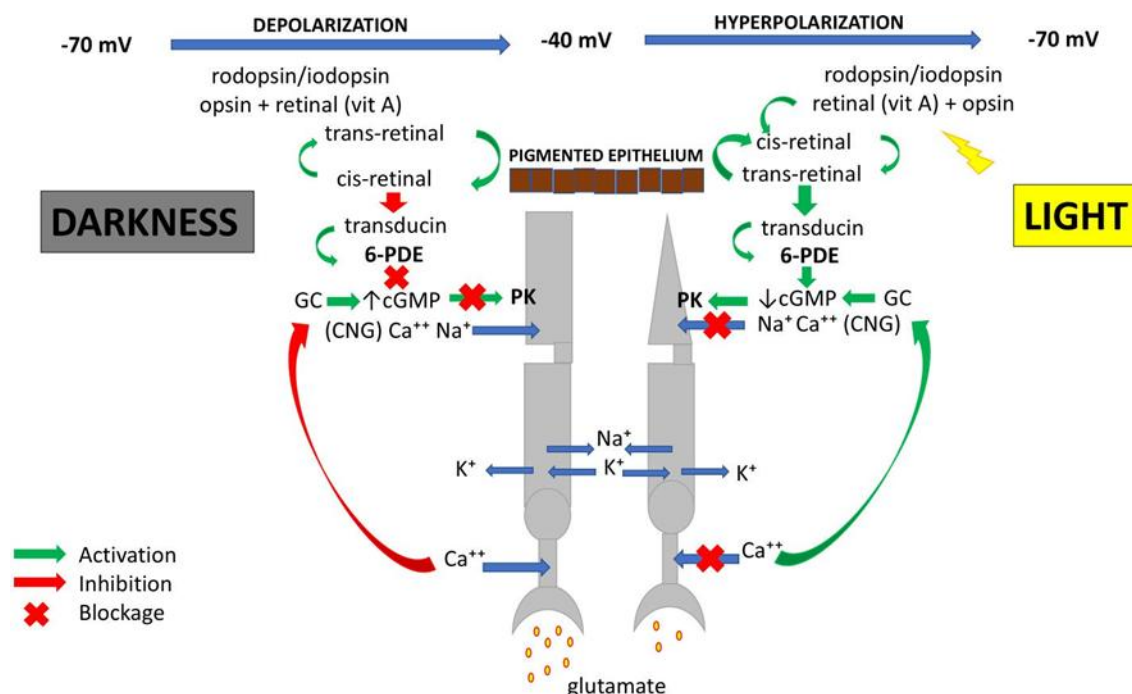 DEPOLARIZATION
HYPERPOLARIZATION
-70 mV
-40 mV
-70 mV
rodopsin/iodopsin
opsin + retinal (vit A)
trans-retinal
cis-retinal
transducin
6-PDE
GC ↑cGMP PK
(CNG) Ca⁺⁺ Na⁺
DARKNESS
PIGMENTED EPITHELIUM
rodopsin/iodopsin
retinal (vit A) + opsin
cis-retinal
trans-retinal
transducin
6-PDE
PK ↓cGMP GC
Na⁺ Ca⁺⁺ (CNG)
LIGHT
Na⁺
K⁺ K⁺ K⁺
Ca⁺⁺ Ca⁺⁺
Activation
Inhibition
Blockage
glutamate